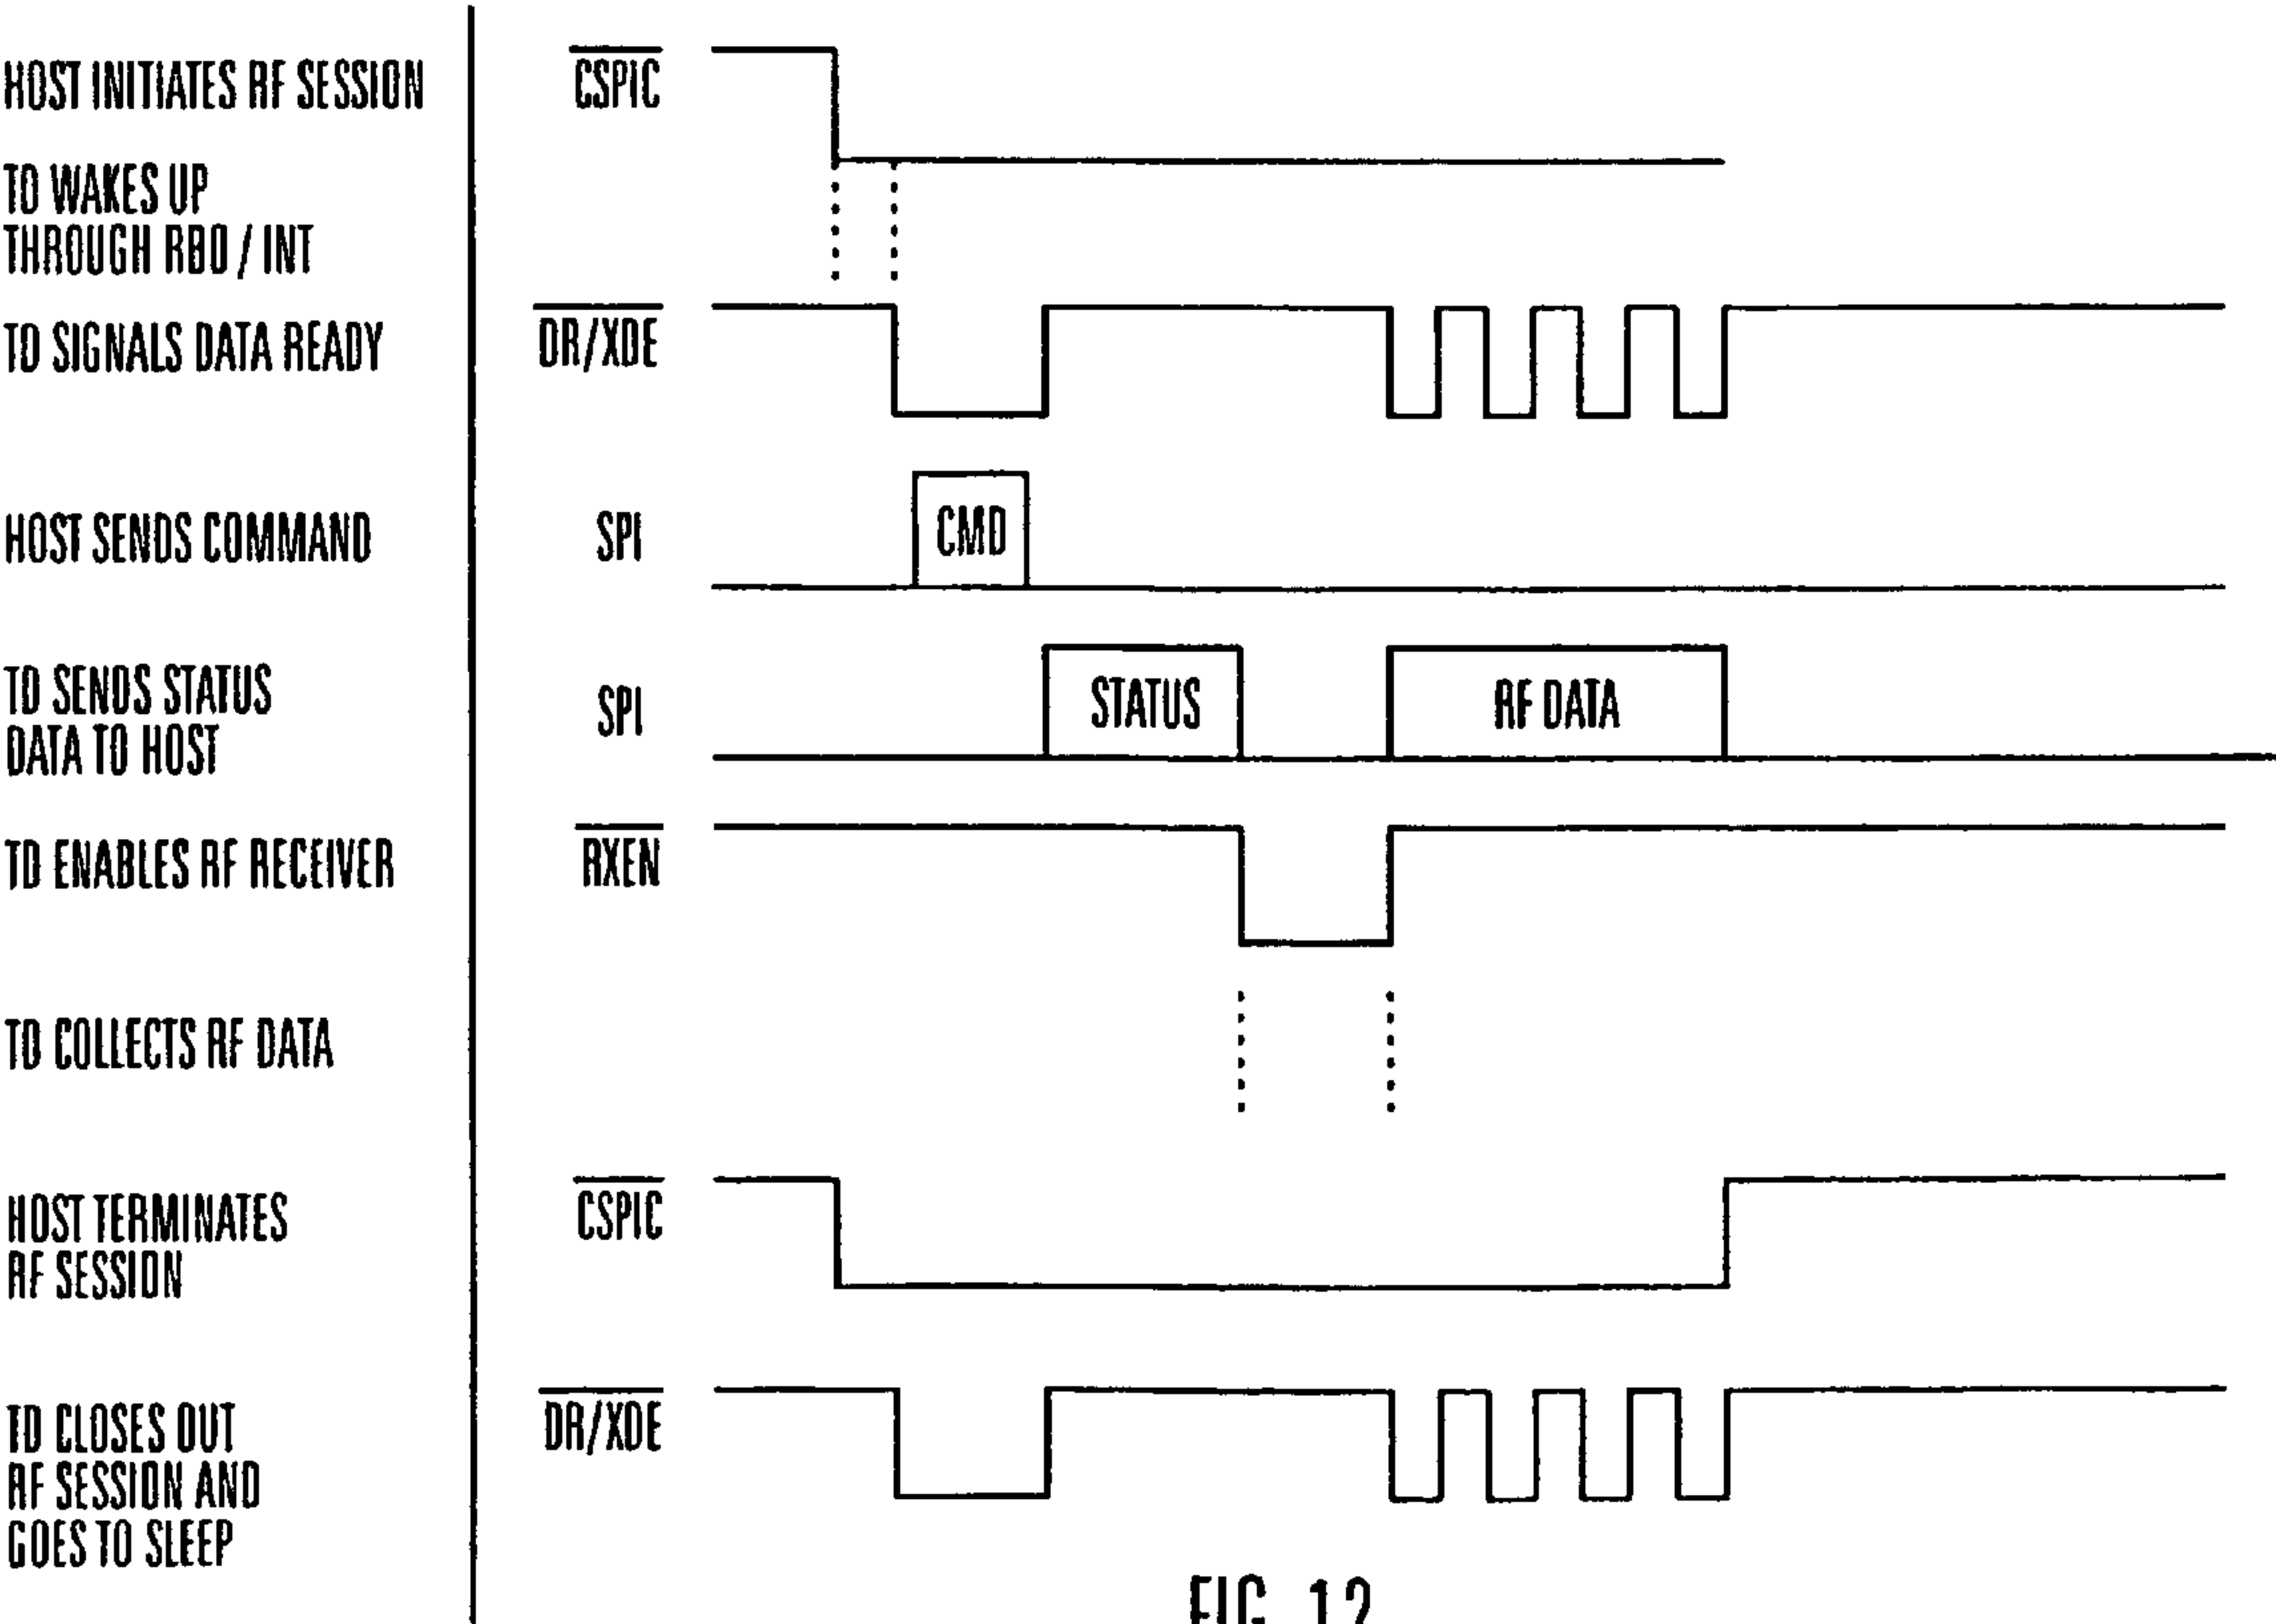 HOST INITIATES RF SESSION
CSPIC
TD WAKES UP
THROUGH RB0 / INT
TD SIGNALS DATA READY
DR/XDE
HOST SENDS COMMAND
SPI
CMD
TD SENDS STATUS
DATA TO HOST
SPI
STATUS
RF DATA
TD ENABLES RF RECEIVER
RXEN
TD COLLECTS RF DATA
HOST TERMINATES
RF SESSION
CSPIC
TD CLOSES OUT
RF SESSION AND
GOES TO SLEEP
DR/XDE
FIG. 12